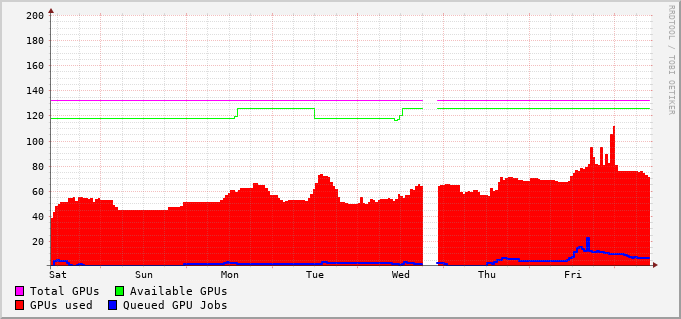 RRDTOOL / TOBI OETIKER
200
180
160
140
120
100
80
60
40
20
Sat Sun Mon Tue Wed Thu Fri
Total GPUs Available GPUs
GPUs used Queued GPU Jobs